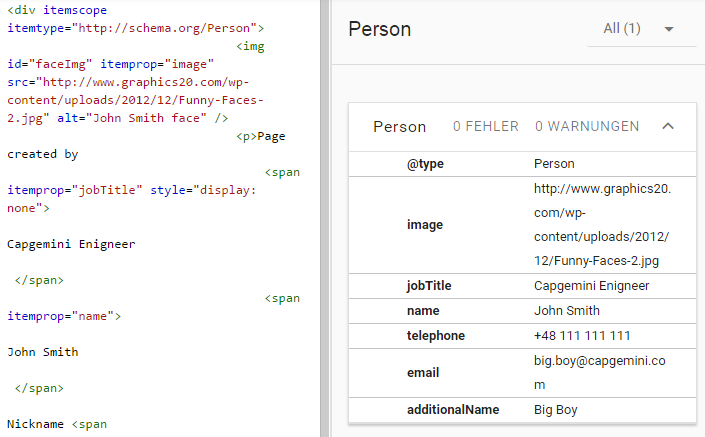 <div itemscope
itemtype="http://schema.org/Person">
<img
id="faceImg" itemprop="image"
src="http://www.graphics20.com/wp-
content/uploads/2012/12/Funny-Faces-
2.jpg" alt="John Smith face" />
<p>Page
created by
<span
itemprop="jobTitle" style="display:
none">
Capgemini Enigneer
</span>
<span
itemprop="name">
John Smith
</span>
Nickname <span
Person
All (1)
Person 0 FEHLER 0 WARNUNGEN
@type Person
image http://www.graphics20.
com/wp-
content/uploads/2012/
12/Funny-Faces-2.jpg
jobTitle Capgemini Enigneer
name John Smith
telephone +48 111 111 111
email big.boy@capgemini.co
m
additionalName Big Boy